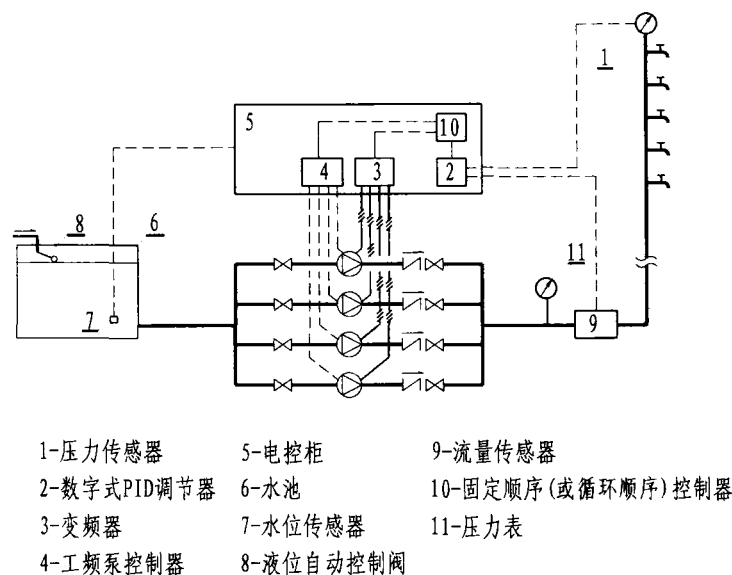 1
5
10
4
3
2
8
6
11
7
9
1-压力传感器
2-数字式PID调节器
3-变频器
4-工频泵控制器
5-电控柜
6-水池
7-水位传感器
8-液位自动控制阀
9-流量传感器
10-固定顺序(或循环顺序)控制器
11-压力表